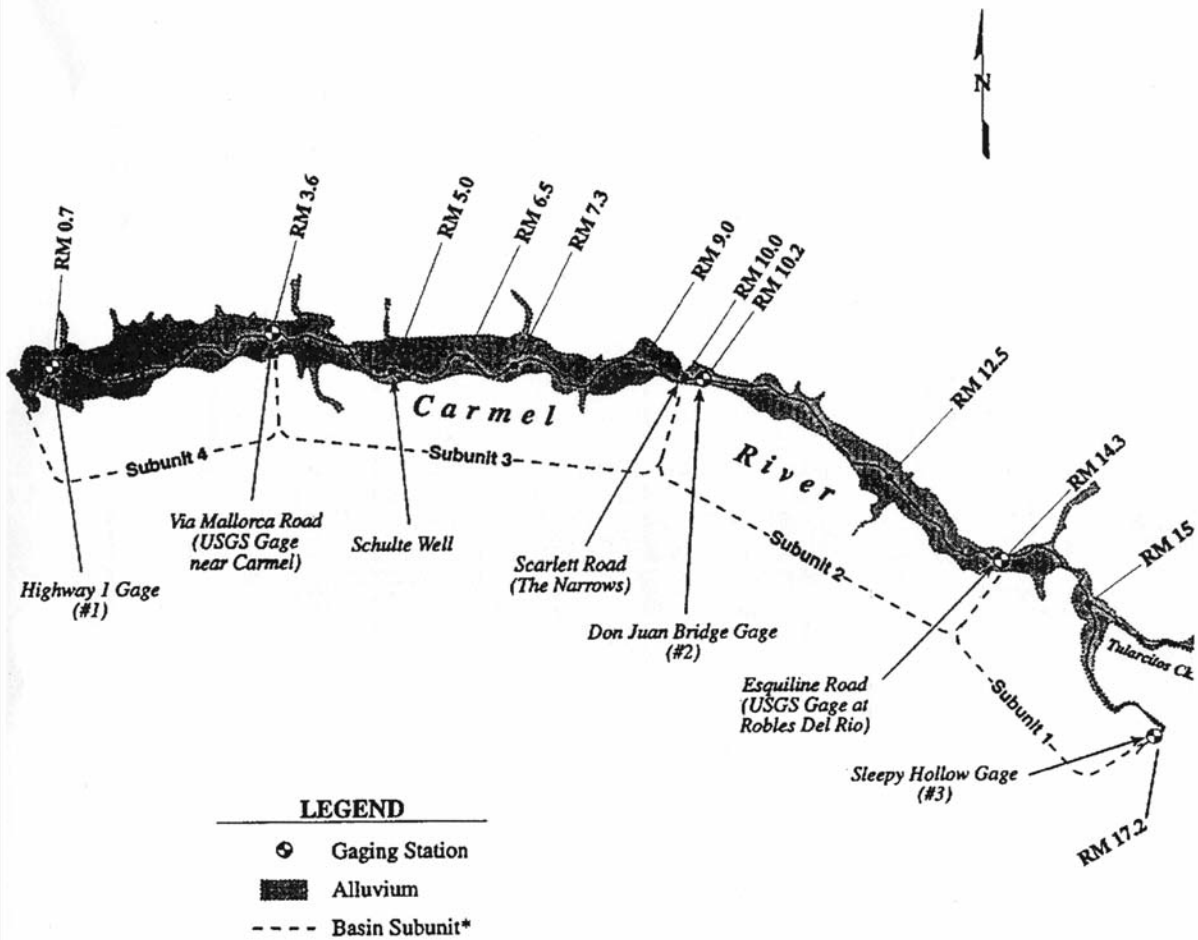 N
RM 0.7
RM 3.6
RM 5.0
RM 6.5
RM 7.3
RM 9.0
RM 10.0
RM 10.2
RM 12.5
RM 14.3
RM 15
Carmel
River
Subunit 4
Subunit 3
Subunit 2
Subunit 1
Tularcitos Ck
Highway 1 Gage
(#1)
Via Mallorca Road
(USGS Gage
near Carmel)
Schulte Well
Scarlett Road
(The Narrows)
Don Juan Bridge Gage
(#2)
Esquiline Road
(USGS Gage at
Robles Del Rio)
Sleepy Hollow Gage
(#3)
RM 17.2
LEGEND
Gaging Station
Alluvium
Basin Subunit*